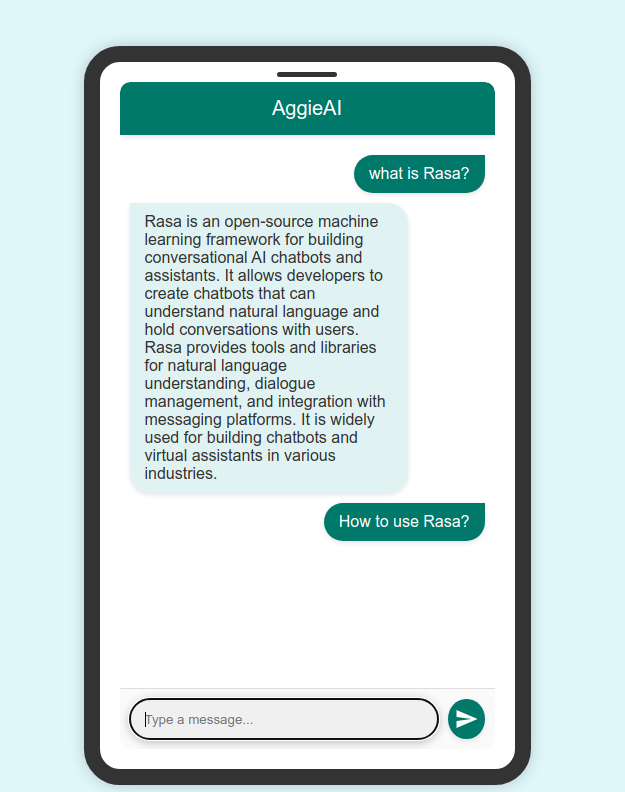 AggieAI
what is Rasa?
Rasa is an open-source machine
learning framework for building
conversational AI chatbots and
assistants. It allows developers to
create chatbots that can
understand natural language and
hold conversations with users.
Rasa provides tools and libraries
for natural language
understanding, dialogue
management, and integration with
messaging platforms. It is widely
used for building chatbots and
virtual assistants in various
industries.
How to use Rasa?
Type a message...